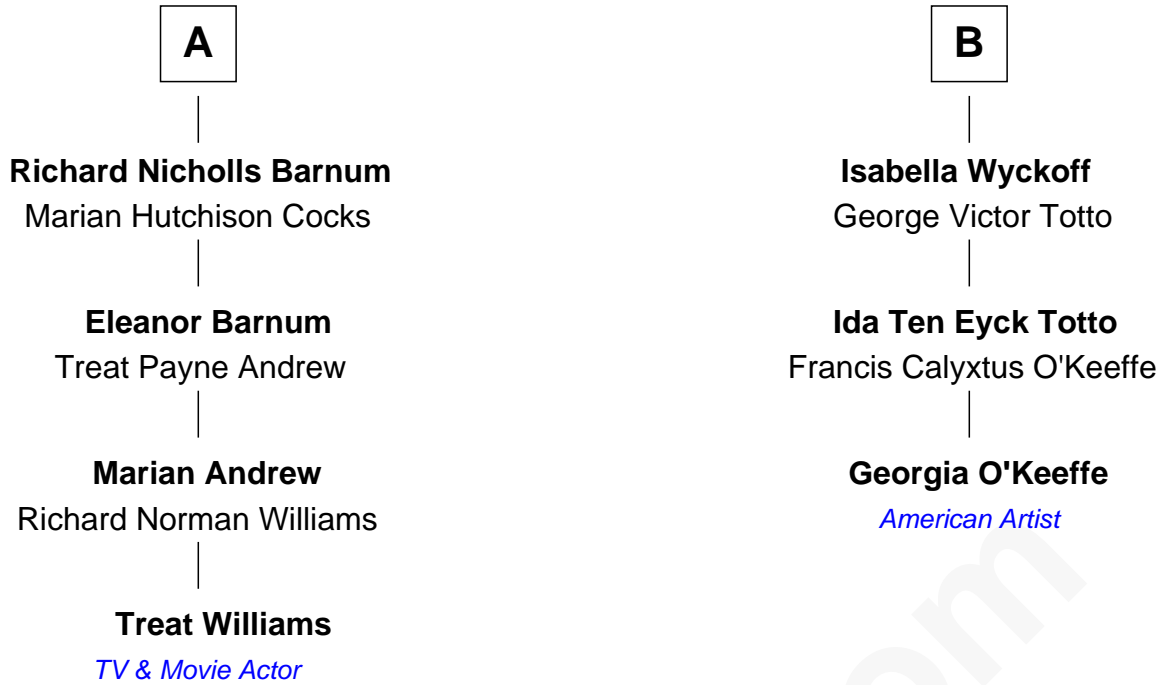 A
Richard Nicholls Barnum
Marian Hutchison Cocks
Eleanor Barnum
Treat Payne Andrew
Marian Andrew
Richard Norman Williams
Treat Williams
TV & Movie Actor
B
Isabella Wyckoff
George Victor Totto
Ida Ten Eyck Totto
Francis Calyxtus O'Keeffe
Georgia O'Keeffe
American Artist
om